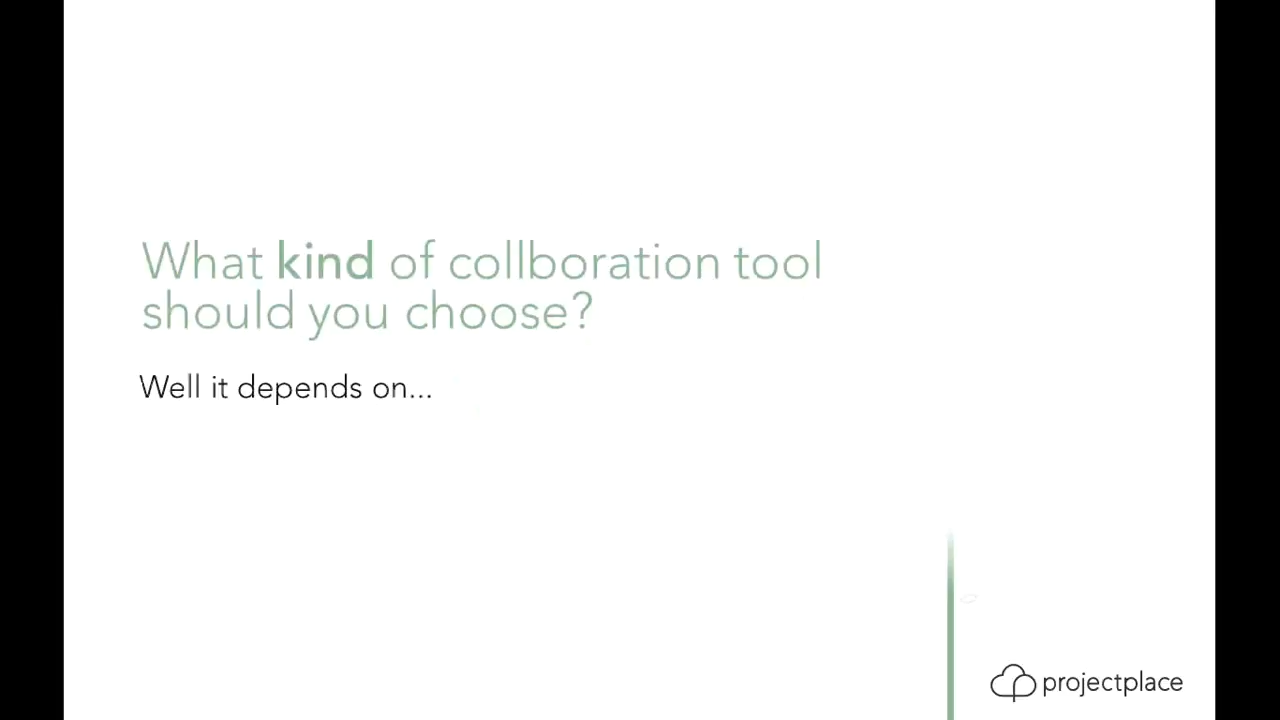 What kind of collboration tool
should you choose?
Well it depends on...
projectplace